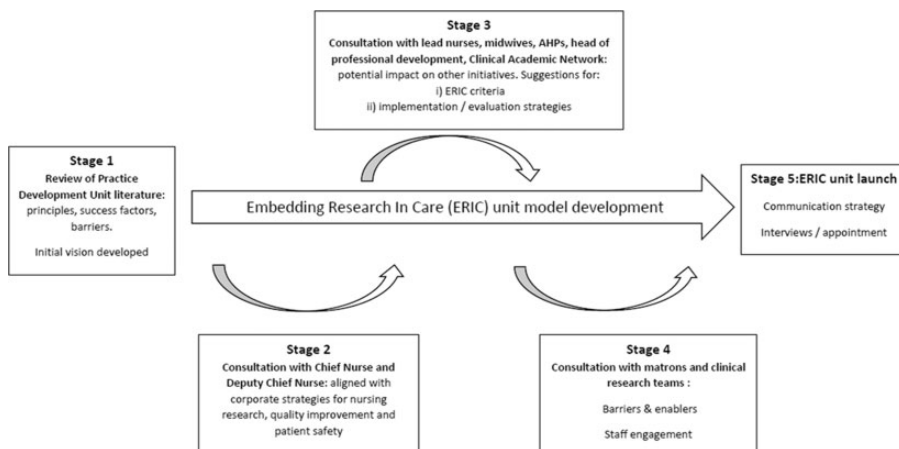 Stage 1
Review of Practice
Development Unit literature:
principles, success factors,
barriers.
Initial vision developed
Stage 2
Consultation with Chief Nurse and
Deputy Chief Nurse: aligned with
corporate strategies for nursing
research, quality improvement and
patient safety
Stage 3
Consultation with lead nurses, midwives, AHPs, head of
professional development, Clinical Academic Network:
potential impact on other initiatives. Suggestions for:
i) ERIC criteria
ii) implementation / evaluation strategies
Embedding Research In Care (ERIC) unit model development
Stage 4
Consultation with matrons and clinical
research teams :
Barriers & enablers
Staff engagement
Stage 5:ERIC unit launch
Communication strategy
Interviews / appointment